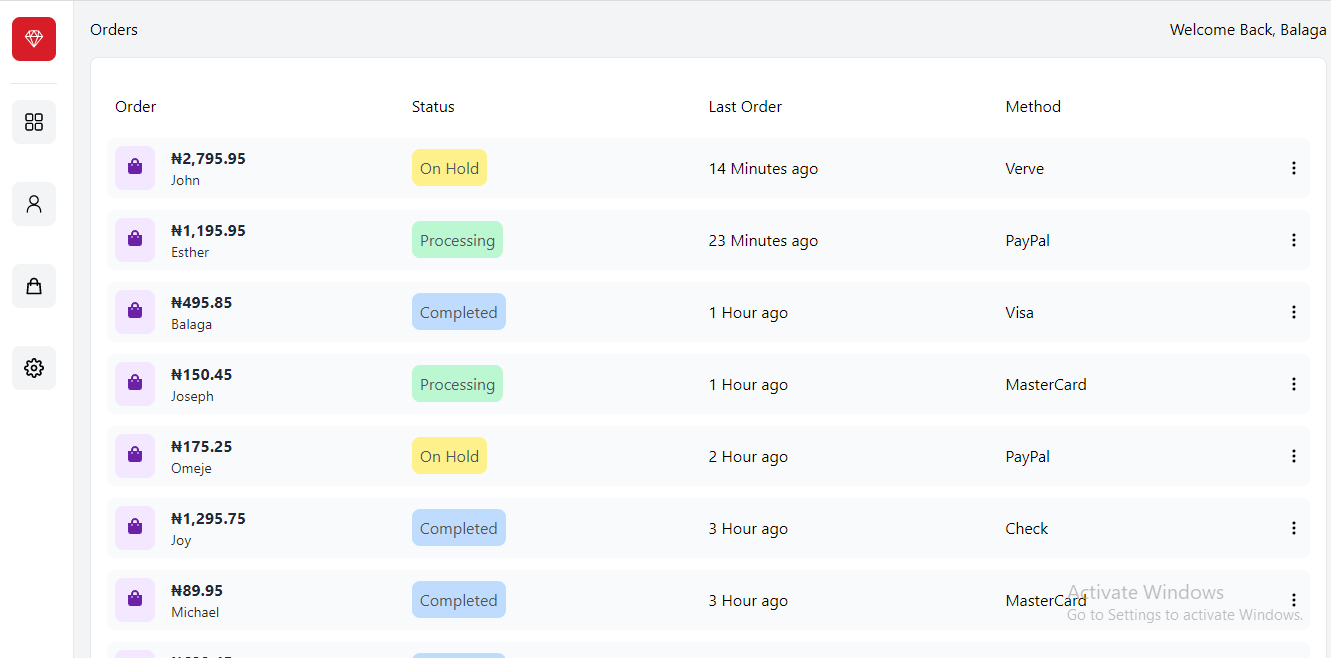 Orders
Welcome Back, Balaga
Order Status Last Order Method
₦2,795.95
John
On Hold
14 Minutes ago
Verve
₦1,195.95
Esther
Processing
23 Minutes ago
PayPal
₦495.85
Balaga
Completed
1 Hour ago
Visa
₦150.45
Joseph
Processing
1 Hour ago
MasterCard
₦175.25
Omeje
On Hold
2 Hour ago
PayPal
₦1,295.75
Joy
Completed
3 Hour ago
Check
₦89.95
Michael
Completed
3 Hour ago
MasterCard
Activate Windows
Go to Settings to activate Windows.